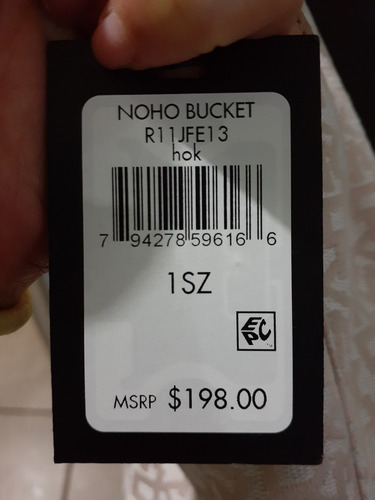 NOHO BUCKET
R11JFE13
hok
7 94278 59616 6
1SZ
EPC
MSRP $198.00